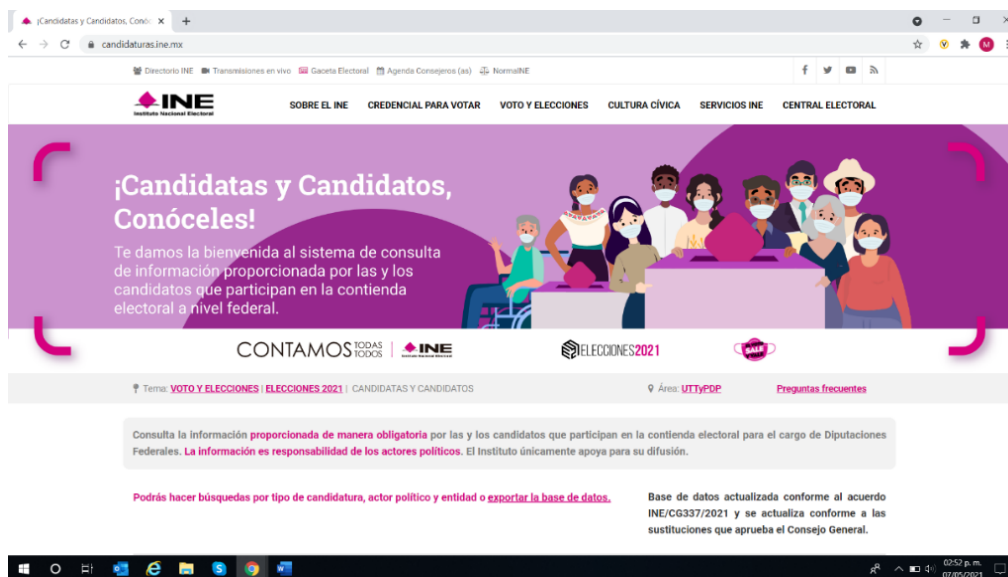 ¡Candidatas y Candidatos, Conóc
candidaturas.ine.mx
M
Directorio INE Transmisiones en vivo Gaceta Electoral Agenda Consejeros (as) NormaINE
INE
Instituto Nacional Electoral
SOBRE EL INE CREDENCIAL PARA VOTAR VOTO Y ELECCIONES CULTURA CÍVICA SERVICIOS INE CENTRAL ELECTORAL
¡Candidatas y Candidatos,
Conóceles!
Te damos la bienvenida al sistema de consulta
de información proporcionada por las y los
candidatos que participan en la contienda
electoral a nivel federal.
CONTAMOS TODAS TODOS | INE ELECCIONES2021
Tema: VOTO Y ELECCIONES | ELECCIONES 2021 | CANDIDATAS Y CANDIDATOS Área: UTTyPDP Preguntas frecuentes
Consulta la información proporcionada de manera obligatoria por las y los candidatos que participan en la contienda electoral para el cargo de Diputaciones
Federales. La información es responsabilidad de los actores políticos. El Instituto únicamente apoya para su difusión.
Podrás hacer búsquedas por tipo de candidatura, actor político y entidad o exportar la base de datos.
Base de datos actualizada conforme al acuerdo
INE/CG337/2021 y se actualiza conforme a las
sustituciones que aprueba el Consejo General.
02:52 p. m.
07/05/2021